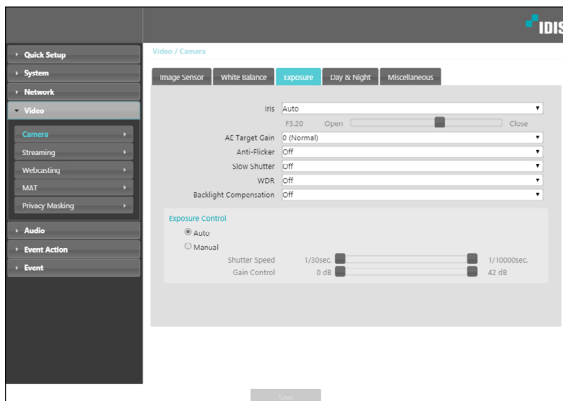 IDIS
Quick Setup
System
Network
Video
Camera
Streaming
Webcasting
MAT
Privacy Masking
Audio
Event Action
Event
Video / Camera
Image Sensor White Balance Exposure Day & Night Miscellaneous
Iris Auto
F3.20 Open Close
AE Target Gain 0 (Normal)
Anti-Flicker Off
Slow Shutter Off
WDR Off
Backlight Compensation Off
Exposure Control
Auto
Manual
Shutter Speed 1/30sec. 1/10000sec.
Gain Control 0 dB 42 dB
Save